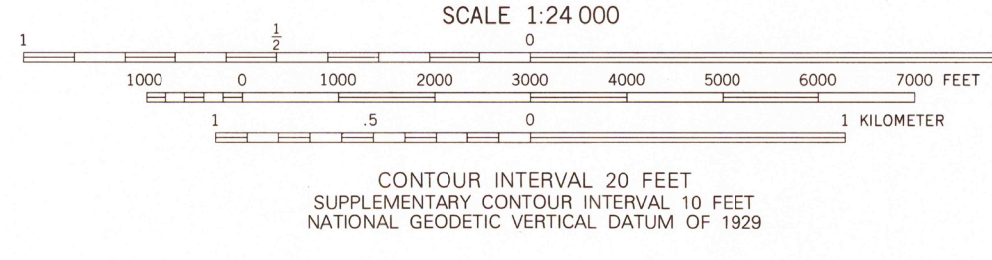 SCALE 1:24 000
1 1/2 0
1000 0 1000 2000 3000 4000 5000 6000 7000 FEET
1 .5 0 1 KILOMETER
CONTOUR INTERVAL 20 FEET
SUPPLEMENTARY CONTOUR INTERVAL 10 FEET
NATIONAL GEODETIC VERTICAL DATUM OF 1929